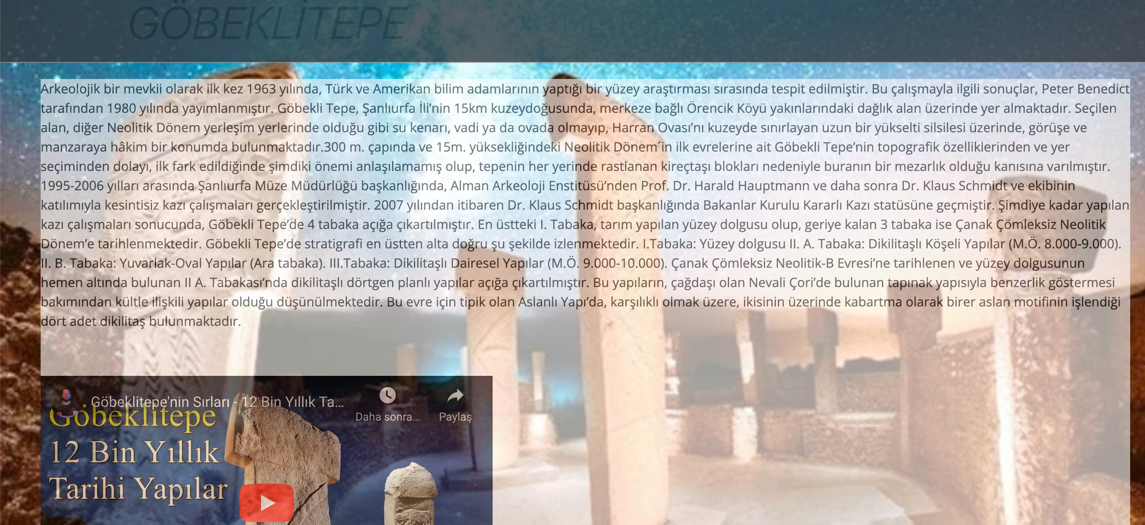 GÖBEKLİTEPE
Arkeolojik bir mevkii olarak ilk kez 1963 yılında, Türk ve Amerikan bilim adamlarının yaptığı bir yüzey araştırması sırasında tespit edilmiştir. Bu çalışmayla ilgili sonuçlar, Peter Benedict
tarafından 1980 yılında yayımlanmıştır. Göbekli Tepe, Şanlıurfa İli’nin 15km kuzeydoğusunda, merkeze bağlı Örencik Köyü yakınlarındaki dağlık alan üzerinde yer almaktadır. Seçilen
alan, diğer Neolitik Dönem yerleşim yerlerinde olduğu gibi su kenarı, vadi ya da ovada olmayıp, Harran Ovası’nı kuzeyde sınırlayan uzun bir yükselti silsilesi üzerinde, görüşe ve
manzaraya hâkim bir konumda bulunmaktadır.300 m. çapında ve 15m. yüksekliğindeki Neolitik Dönem’in ilk evrelerine ait Göbekli Tepe’nin topografik özelliklerinden ve yer
seçiminden dolayı, ilk fark edildiğinde şimdiki önemi anlaşılamamış olup, tepenin her yerinde rastlanan kireçtaşı blokları nedeniyle buranın bir mezarlık olduğu kanısına varılmıştır.
1995-2006 yılları arasında Şanlıurfa Müze Müdürlüğü başkanlığında, Alman Arkeoloji Enstitüsü’nden Prof. Dr. Harald Hauptmann ve daha sonra Dr. Klaus Schmidt ve ekibinin
katılımıyla kesintisiz kazı çalışmaları gerçekleştirilmiştir. 2007 yılından itibaren Dr. Klaus Schmidt başkanlığında Bakanlar Kurulu Kararlı Kazı statüsüne geçmiştir. Şimdiye kadar yapılan
kazı çalışmaları sonucunda, Göbekli Tepe’de 4 tabaka açığa çıkartılmıştır. En üstteki I. Tabaka, tarım yapılan yüzey dolgusu olup, geriye kalan 3 tabaka ise Çanak Çömleksiz Neolitik
Dönem’e tarihlenmektedir. Göbekli Tepe’de stratigrafi en üstten alta doğru şu şekilde izlenmektedir. I.Tabaka: Yüzey dolgusu II. A. Tabaka: Dikilitaşlı Köşeli Yapılar (M.Ö. 8.000-9.000).
II. B. Tabaka: Yuvarlak-Oval Yapılar (Ara tabaka). III.Tabaka: Dikilitaşlı Dairesel Yapılar (M.Ö. 9.000-10.000). Çanak Çömleksiz Neolitik-B Evresi’ne tarihlenen ve yüzey dolgusunun
hemen altında bulunan II A. Tabakası’nda dikilitaşlı dörtgen planlı yapılar açığa çıkartılmıştır. Bu yapıların, çağdaşı olan Nevali Çori’de bulunan tapınak yapısıyla benzerlik göstermesi
bakımından kültle ilişkili yapılar olduğu düşünülmektedir. Bu evre için tipik olan Aslanlı Yapı’da, karşılıklı olmak üzere, ikisinin üzerinde kabartma olarak birer aslan motifinin işlendiği
dört adet dikilitaş bulunmaktadır.
Göbeklitepe'nin Sırları - 12 Bin Yıllık Ta...
Daha sonra...
Paylaş
Göbeklitepe
12 Bin Yıllık
Tarihi Yapılar